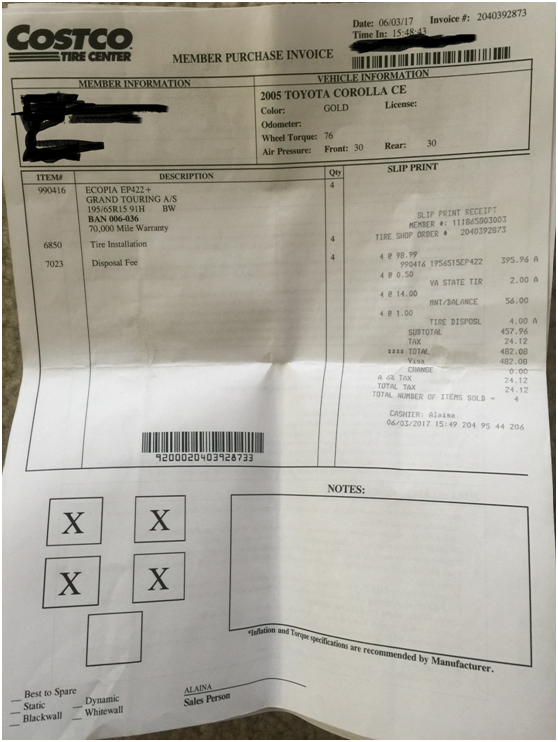 COSTCO
TIRE CENTER
MEMBER PURCHASE INVOICE
Date: 06/03/17 Invoice #: 2040392873
Time In: 15:48:43
MEMBER INFORMATION
VEHICLE INFORMATION
2005 TOYOTA COROLLA CE
Color: GOLD License:
Odometer:
Wheel Torque: 76
Air Pressure: Front: 30 Rear: 30
ITEM# DESCRIPTION Qty SLIP PRINT
990416 ECOPIA EP422+ 4
GRAND TOURING A/S
195/65R15 91H BW
BAN 006-036
70,000 Mile Warranty
6850 Tire Installation 4
7023 Disposal Fee 4
SLIP PRINT RECEIPT
MEMBER #: 111865803003
TIRE SHOP ORDER # 2040392873
4 @ 98.99
990416 1956515EP422 395.96 A
4 @ 0.50
VA STATE TIR 2.00 A
4 @ 14.00
MNT/BALANCE 56.00
4 @ 1.00
TIRE DISPOSL 4.00 A
SUBTOTAL 457.96
TAX 24.12
**** TOTAL 482.08
Visa 482.08
CHANGE 0.00
A 6% TAX 24.12
TOTAL TAX 24.12
TOTAL NUMBER OF ITEMS SOLD = 4
CASHIER: Alaina
06/03/2017 15:49 204 95 44 206
9200020403928733
X X
X X
NOTES:
*Inflation and Torque specifications are recommended by Manufacturer.
__ Best to Spare
__ Static __ Dynamic
__ Blackwall __ Whitewall
ALAINA
Sales Person